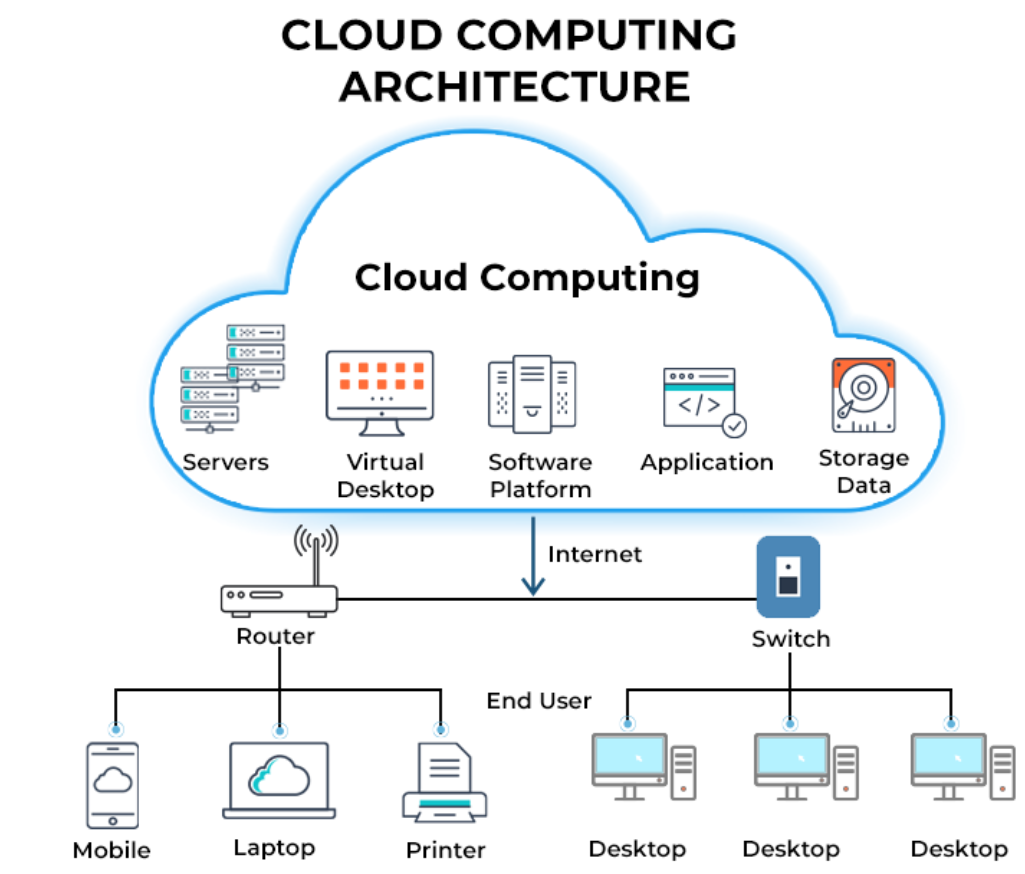 CLOUD COMPUTING
ARCHITECTURE
Cloud Computing
Servers
Virtual
Desktop
Software
Platform
</>
Application
Storage
Data
Internet
Router
Switch
End User
Mobile
Laptop
Printer
Desktop
Desktop
Desktop